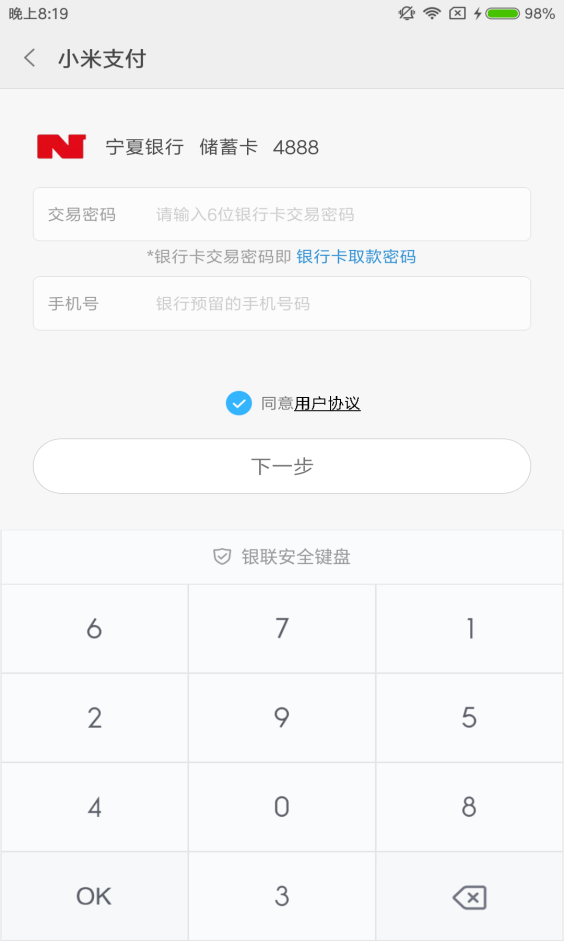 晚上8:19 98%
小米支付
宁夏银行 储蓄卡 4888
交易密码 请输入6位银行卡交易密码
*银行卡交易密码即 银行卡取款密码
手机号 银行预留的手机号码
同意用户协议
下一步
银联安全键盘
6 7 1
2 9 5
4 0 8
OK 3